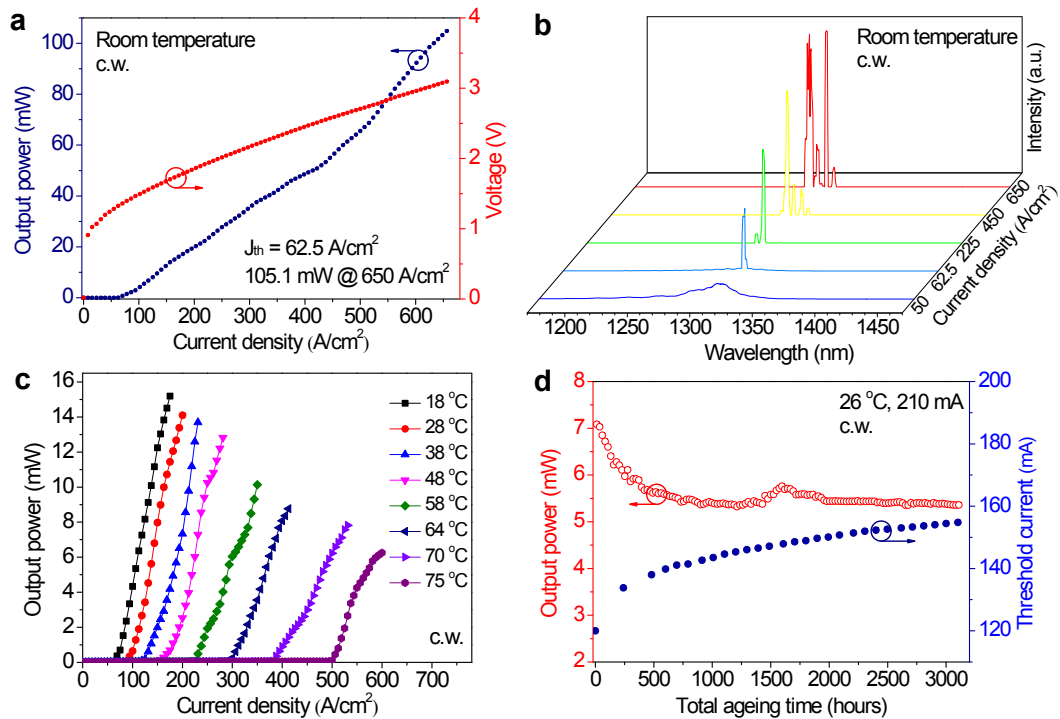 a
Room temperature
c.w.
J_th = 62.5 A/cm²
105.1 mW @ 650 A/cm²
Output power (mW)
0
20
40
60
80
100
Voltage (V)
0
1
2
3
4
0 100 200 300 400 500 600
Current density (A/cm²)
b
Room temperature
c.w.
Intensity (a.u.)
50 62.5 225 450 650
Current density (A/cm²)
1200 1250 1300 1350 1400 1450
Wavelength (nm)
c
Output power (mW)
16
14
12
10
8
6
4
2
0
18 °C
28 °C
38 °C
48 °C
58 °C
64 °C
70 °C
75 °C
c.w.
0 100 200 300 400 500 600 700
Current density (A/cm²)
d
26 °C, 210 mA
c.w.
Output power (mW)
8
7
6
5
4
3
2
Threshold current (mA)
200
180
160
140
120
0 500 1000 1500 2000 2500 3000
Total ageing time (hours)